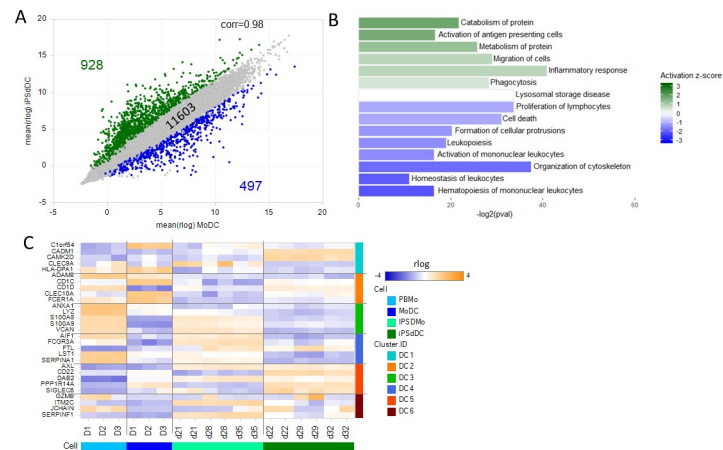 A
corr=0.98
928
11603
497
mean(rlog) iPSdDC
20
15
10
5
0
-5
-5
0
5
10
15
20
mean(rlog) MoDC
B
Catabolism of protein
Activation of antigen presenting cells
Metabolism of protein
Migration of cells
Inflammatory response
Phagocytosis
Lysosomal storage disease
Proliferation of lymphocytes
Cell death
Formation of cellular protrusions
Leukopoiesis
Activation of mononuclear leukocytes
Organization of cytoskeleton
Homeostasis of leukocytes
Hematopoiesis of mononuclear leukocytes
0
20
40
60
-log2(pval)
Activation z-score
3
2
1
0
-1
-2
-3
C
C1orf54
CADM1
CAMK2D
CLEC9A
HLA-DPA1
ADAM8
CD1C
CD1D
CLEC10A
FCER1A
ANXA1
LYZ
S100A8
S100A9
VCAN
AIF1
FCGR3A
FTL
LST1
SERPINA1
AXL
CD22
DAB2
PPP1R14A
SIGLEC6
GZMB
ITM2C
JCHAIN
SERPINF1
D1
D2
D3
D1
D2
D3
d21
d21
d28
d28
d35
d35
d22
d22
d29
d29
d32
d32
Cell
rlog
-4
4
Cell
PBMo
MoDC
IPSDMo
iPSdDC
Cluster.ID
DC 1
DC 2
DC 3
DC 4
DC 5
DC 6